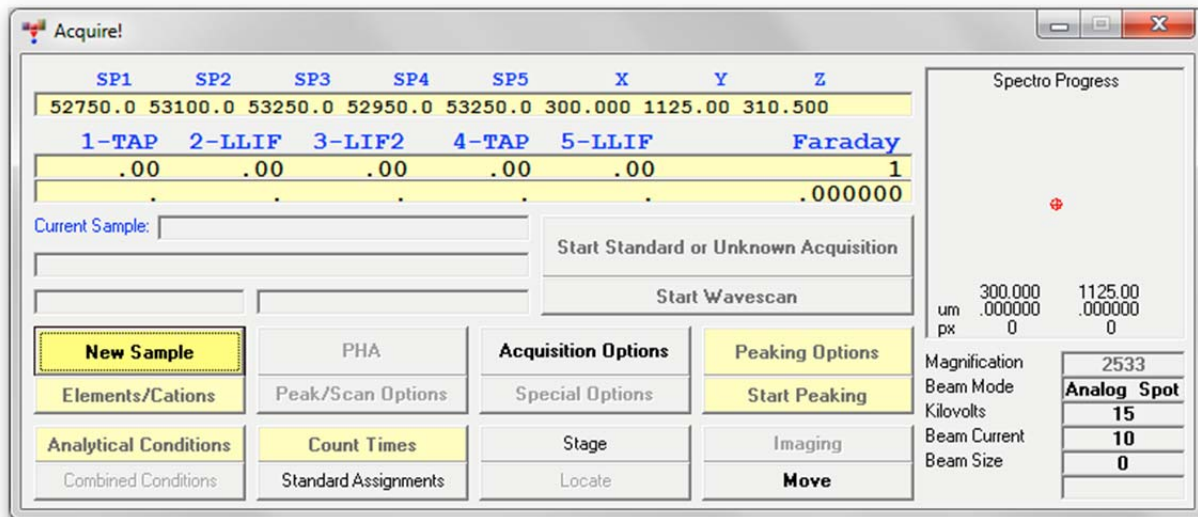 Acquire!
SP1 SP2 SP3 SP4 SP5 X Y Z
52750.0 53100.0 53250.0 52950.0 53250.0 300.000 1125.00 310.500
1-TAP 2-LLIF 3-LIF2 4-TAP 5-LLIF Faraday
.00 .00 .00 .00 .00 1
. . . . . .000000
Current Sample:
Start Standard or Unknown Acquisition
Start Wavescan
New Sample PHA Acquisition Options Peaking Options
Elements/Cations Peak/Scan Options Special Options Start Peaking
Analytical Conditions Count Times Stage Imaging
Combined Conditions Standard Assignments Locate Move
Spectro Progress
300.000 1125.00
um .000000 .000000
px 0 0
Magnification 2533
Beam Mode Analog Spot
Kilovolts 15
Beam Current 10
Beam Size 0